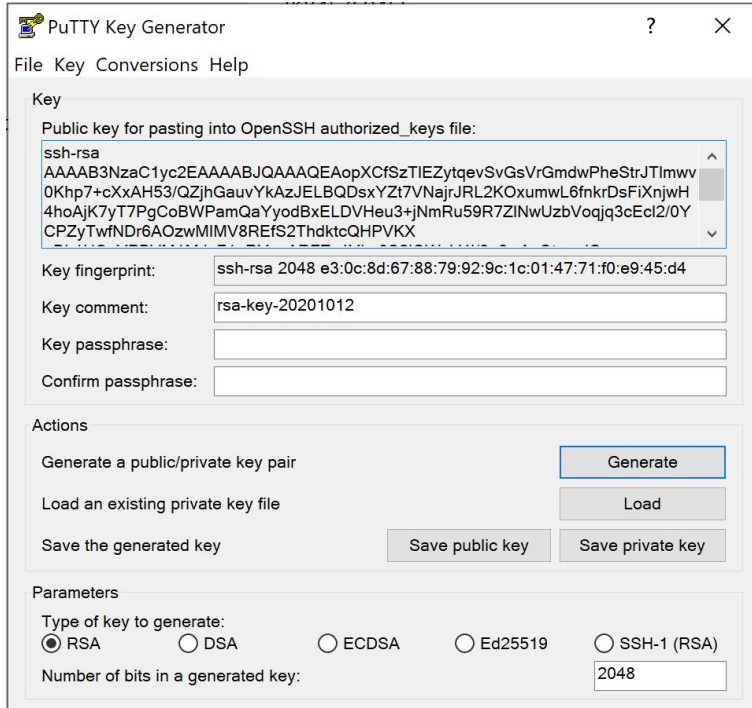 PuTTY Key Generator
?
File Key Conversions Help
Key
Public key for pasting into OpenSSH authorized_keys file:
ssh-rsa
AAAAB3NzaC1yc2EAAAABJQAAAQEAopXCfSzTlEZytqevSvGsVrGmdwPheStrJTlmwv
0Khp7+cXxAH53/QZjhGauvYkAzJELBQDsxYZt7VNajrJRL2KOxumwL6fnkrDsFiXnjwH
4hoAjK7yT7PgCoBWPamQaYyodBxELDVHeu3+jNmRu59R7ZINwUzbVoqjq3cEcl2/0Y
CPZyTwfNDr6AOzwMIMV8REfS2ThdktcQHPVKX
Key fingerprint:
ssh-rsa 2048 e3:0c:8d:67:88:79:92:9c:1c:01:47:71:f0:e9:45:d4
Key comment:
rsa-key-20201012
Key passphrase:
Confirm passphrase:
Actions
Generate a public/private key pair
Generate
Load an existing private key file
Load
Save the generated key
Save public key
Save private key
Parameters
Type of key to generate:
RSA DSA ECDSA Ed25519 SSH-1 (RSA)
Number of bits in a generated key:
2048